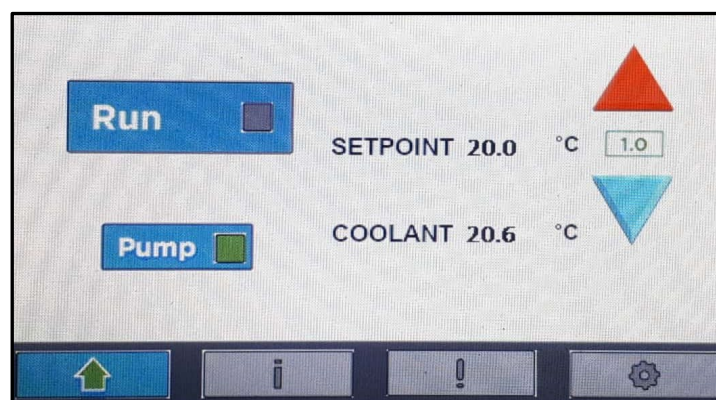 Run
SETPOINT 20.0 °C 1.0
Pump
COOLANT 20.6 °C
i
!